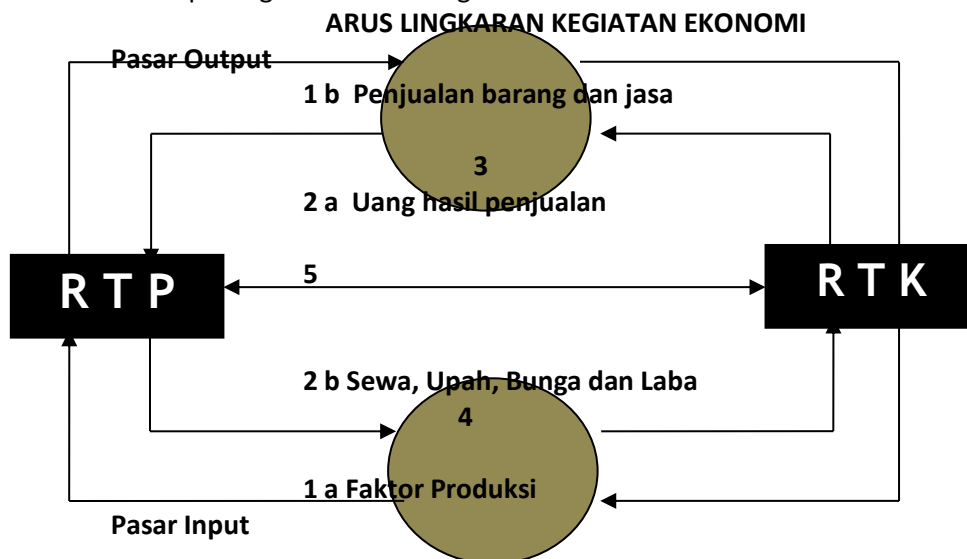 ARUS LINGKARAN KEGIATAN EKONOMI
Pasar Output
1 b Penjualan barang dan jasa
3
2 a Uang hasil penjualan
R T P
5
R T K
2 b Sewa, Upah, Bunga dan Laba
4
1 a Faktor Produksi
Pasar Input